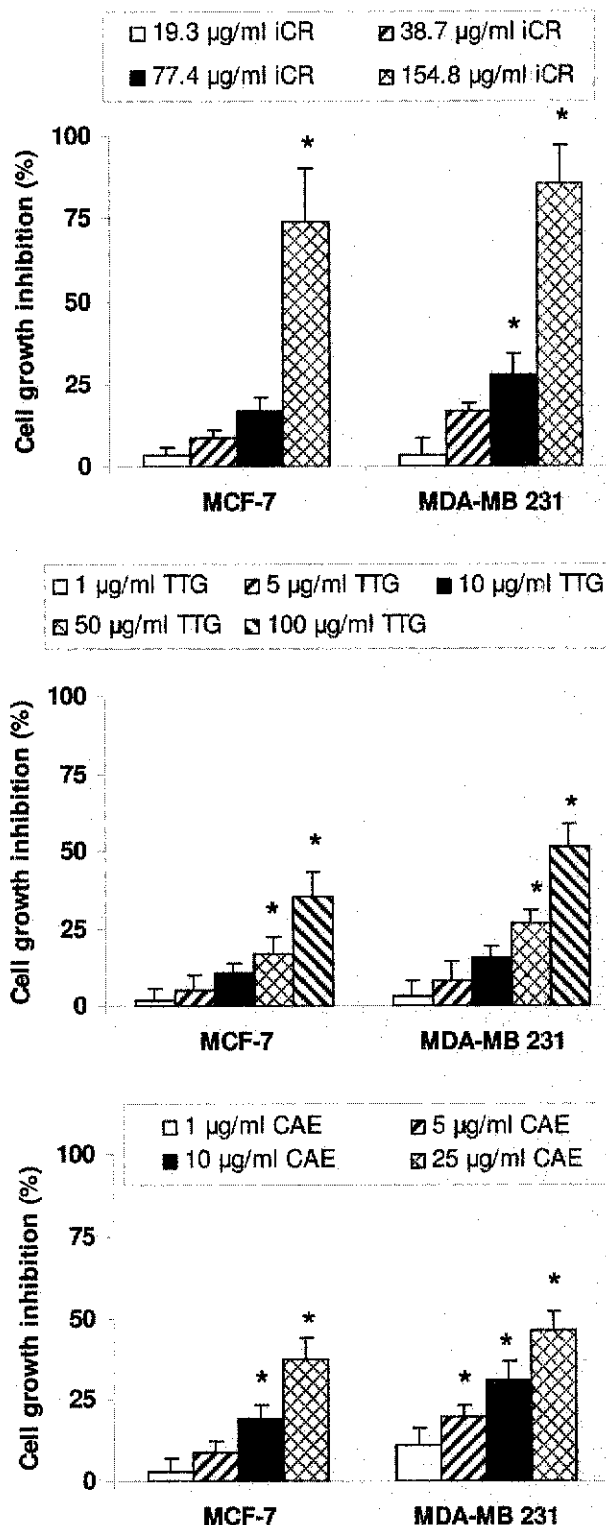 19.3 µg/ml iCR 38.7 µg/ml iCR
77.4 µg/ml iCR 154.8 µg/ml iCR
Cell growth inhibition (%)
100
75
50
25
0
* * *
MCF-7 MDA-MB 231
1 µg/ml TTG 5 µg/ml TTG 10 µg/ml TTG
50 µg/ml TTG 100 µg/ml TTG
Cell growth inhibition (%)
100
75
50
25
0
* * * *
MCF-7 MDA-MB 231
1 µg/ml CAE 5 µg/ml CAE
10 µg/ml CAE 25 µg/ml CAE
Cell growth inhibition (%)
100
75
50
25
0
* * * * *
MCF-7 MDA-MB 231